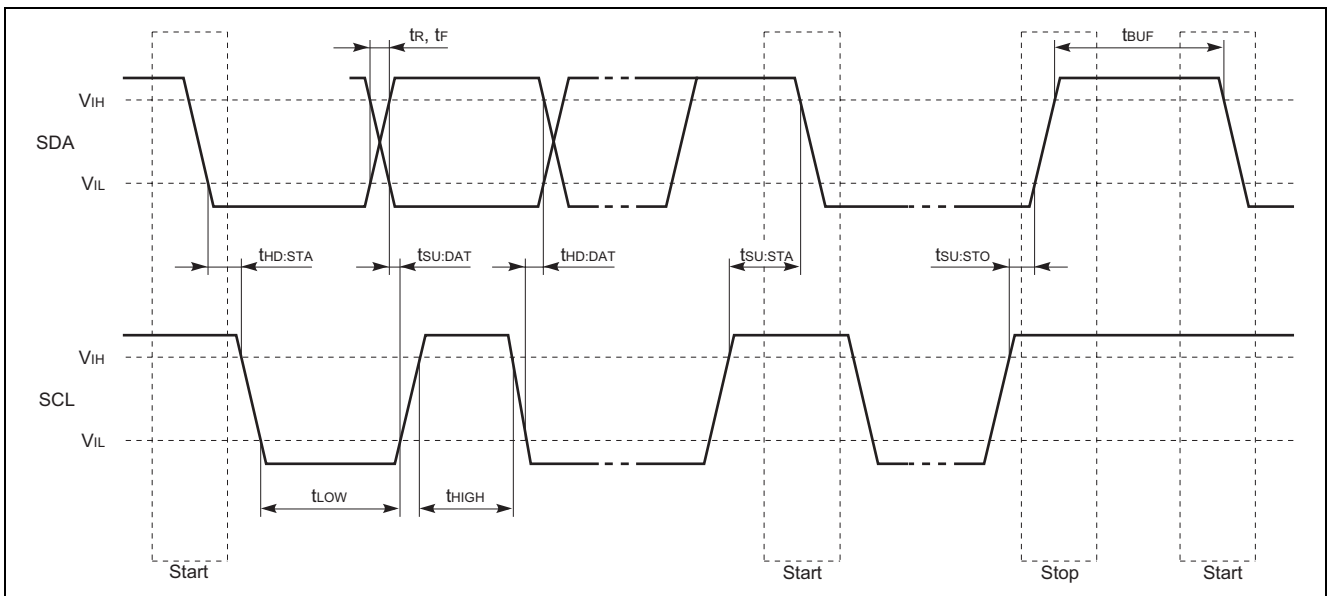 tR, tF
tBUF
VIH
SDA
VIL
tHD:STA
tSU:DAT
tHD:DAT
tSU:STA
tSU:STO
VIH
SCL
VIL
tLOW
tHIGH
Start
Start
Stop
Start